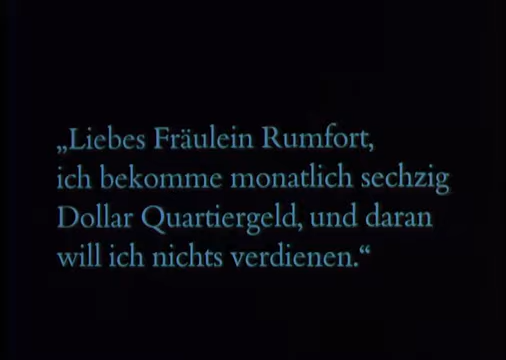 „Liebes Fräulein Rumfort,
ich bekomme monatlich sechzig
Dollar Quartiergeld, und daran
will ich nichts verdienen.“